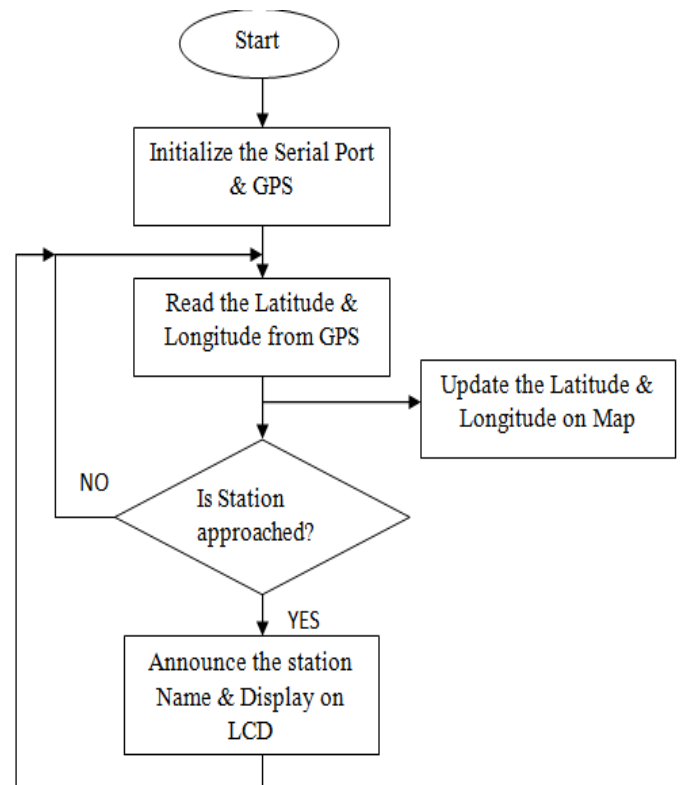 Start
Initialize the Serial Port
& GPS
Read the Latitude &
Longitude from GPS
Update the Latitude &
Longitude on Map
NO
Is Station
approached?
YES
Announce the station
Name & Display on
LCD